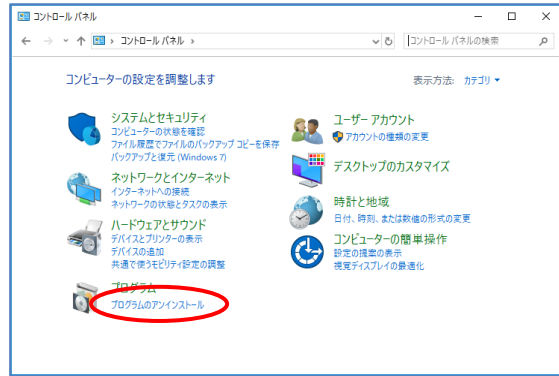 コントロール パネル
コントロール パネル
コントロール パネルの検索
コンピューターの設定を調整します
表示方法: カテゴリ
システムとセキュリティ
コンピューターの状態を確認
ファイル履歴でファイルのバックアップ コピーを保存
バックアップと復元 (Windows 7)
ネットワークとインターネット
インターネットへの接続
ネットワークの状態とタスクの表示
ハードウェアとサウンド
デバイスとプリンターの表示
デバイスの追加
共通で使うモビリティ設定の調整
プログラム
プログラムのアンインストール
ユーザー アカウント
アカウントの種類の変更
デスクトップのカスタマイズ
時計と地域
日付、時刻、または数値の形式の変更
コンピューターの簡単操作
設定の提案の表示
視覚ディスプレイの最適化